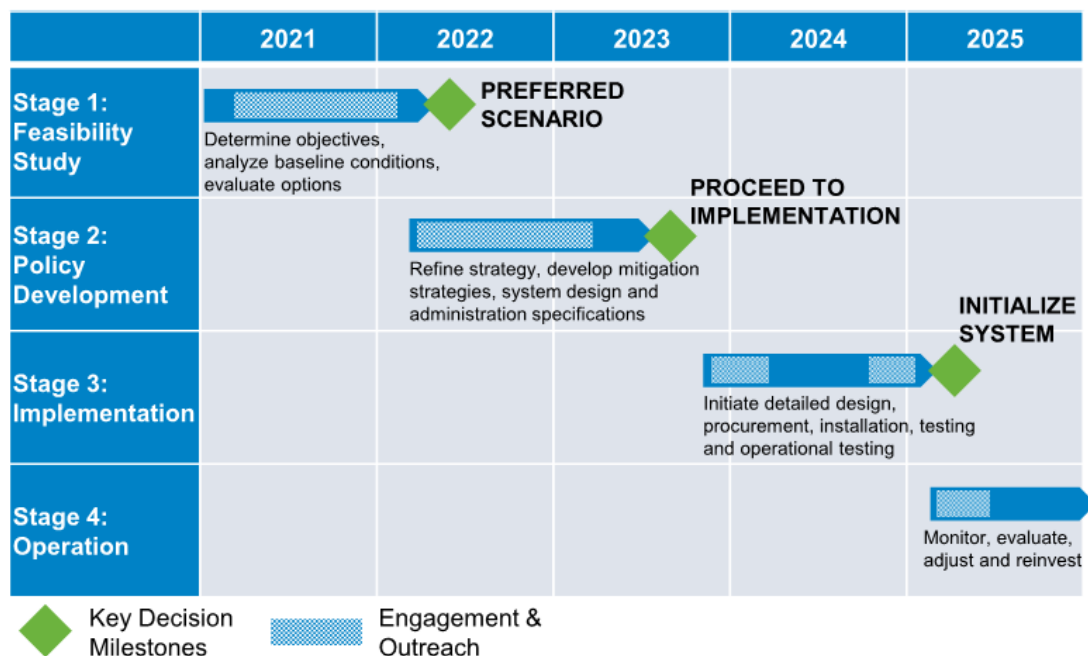 2021 2022 2023 2024 2025
Stage 1:
Feasibility
Study
PREFERRED
SCENARIO
Determine objectives,
analyze baseline conditions,
evaluate options
Stage 2:
Policy
Development
PROCEED TO
IMPLEMENTATION
Refine strategy, develop mitigation
strategies, system design and
administration specifications
Stage 3:
Implementation
INITIALIZE
SYSTEM
Initiate detailed design,
procurement, installation, testing
and operational testing
Stage 4:
Operation
Monitor, evaluate,
adjust and reinvest
Key Decision
Milestones
Engagement &
Outreach